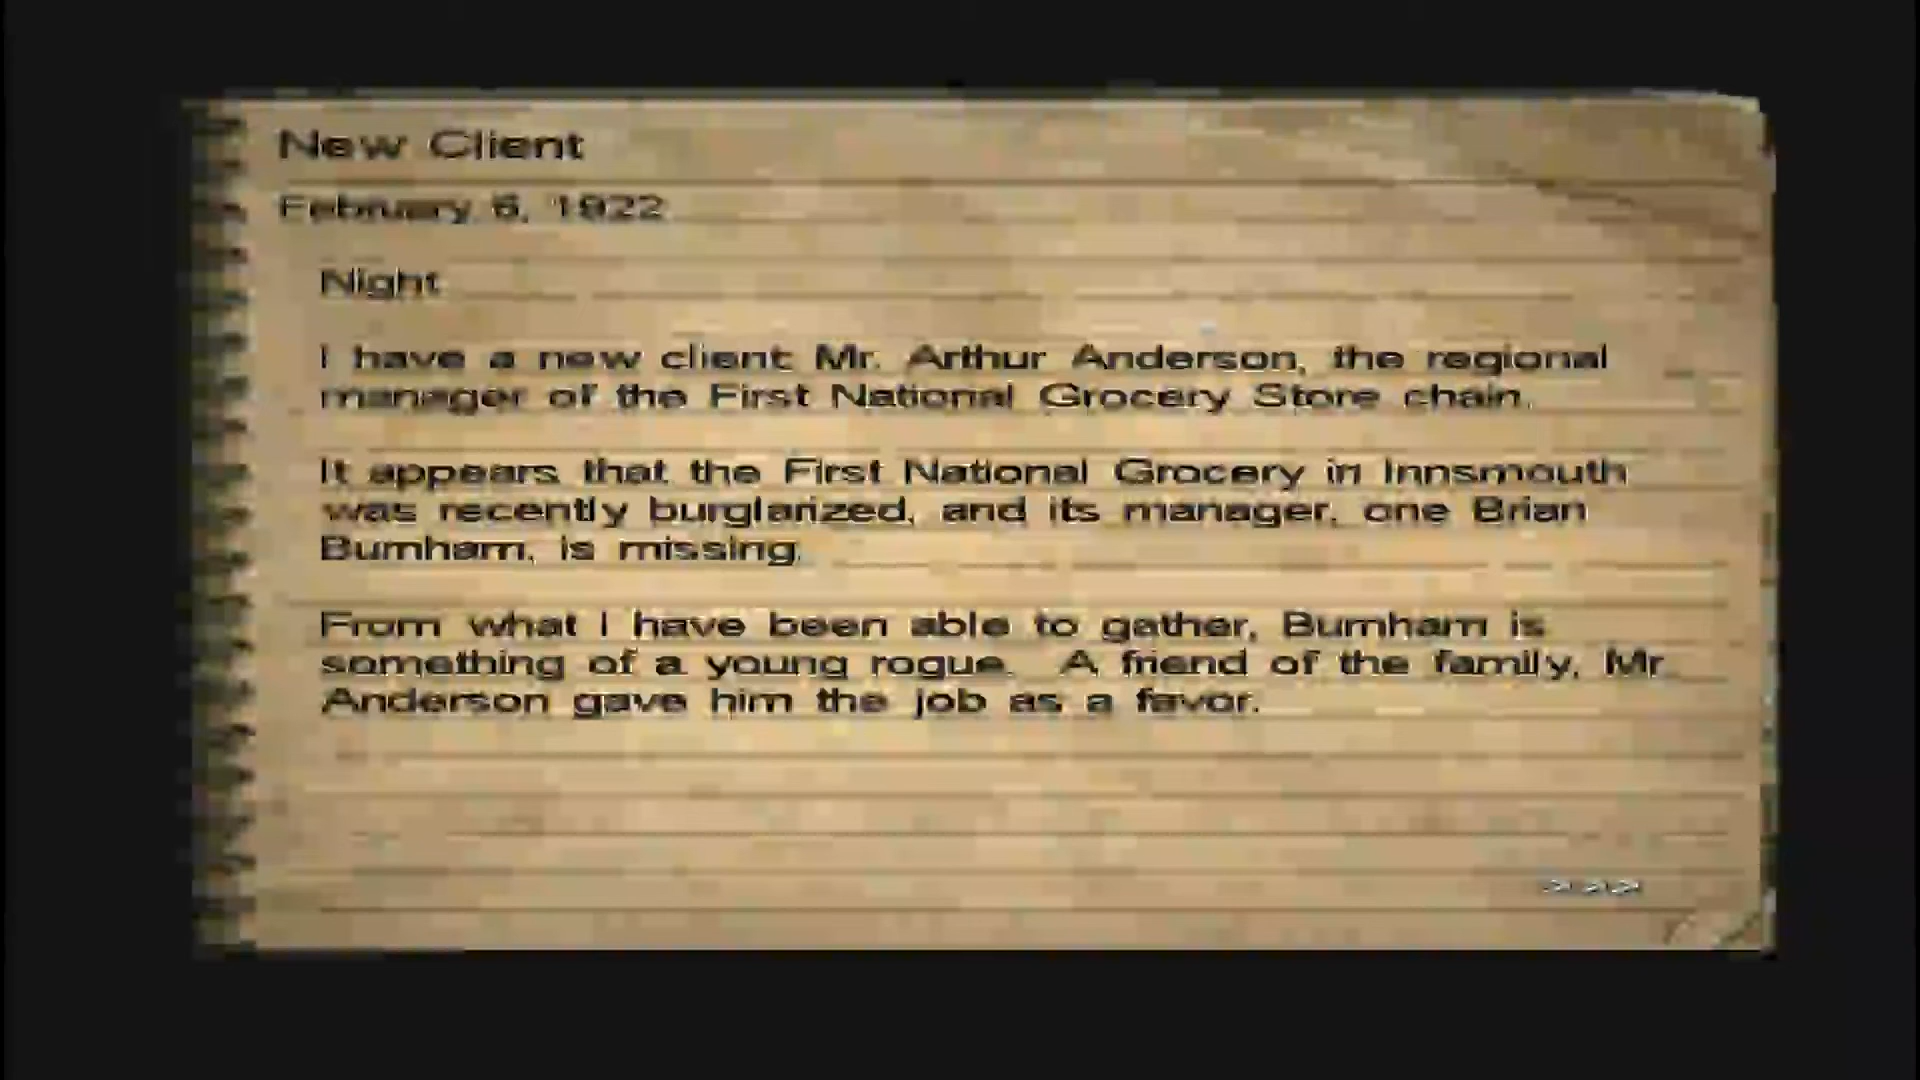 New Client
February 6, 1922
Night
I have a new client: Mr. Arthur Anderson, the regional
manager of the First National Grocery Store chain.
It appears that the First National Grocery in Innsmouth
was recently burglarized, and its manager, one Brian
Burnham, is missing.
From what I have been able to gather, Burnham is
something of a young rogue.  A friend of the family, Mr.
Anderson gave him the job as a favor.
>>>